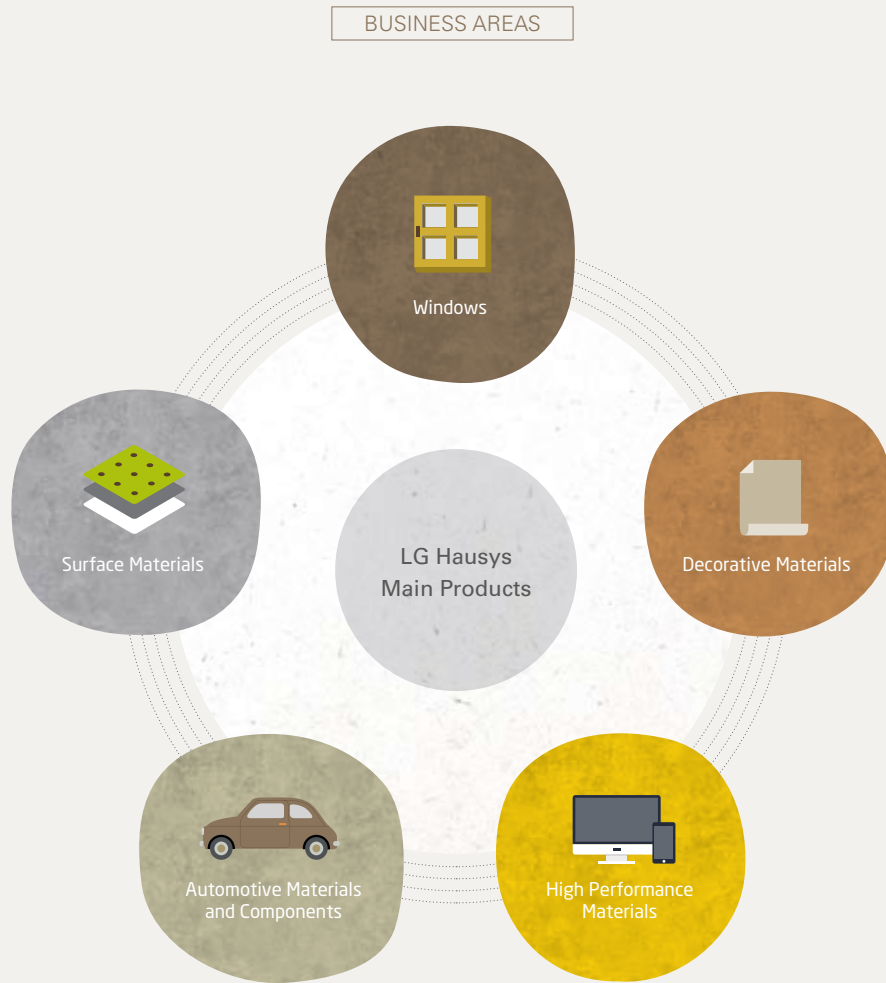 BUSINESS AREAS
Windows
Surface Materials
LG Hausys
Main Products
Decorative Materials
Automotive Materials
and Components
High Performance
Materials